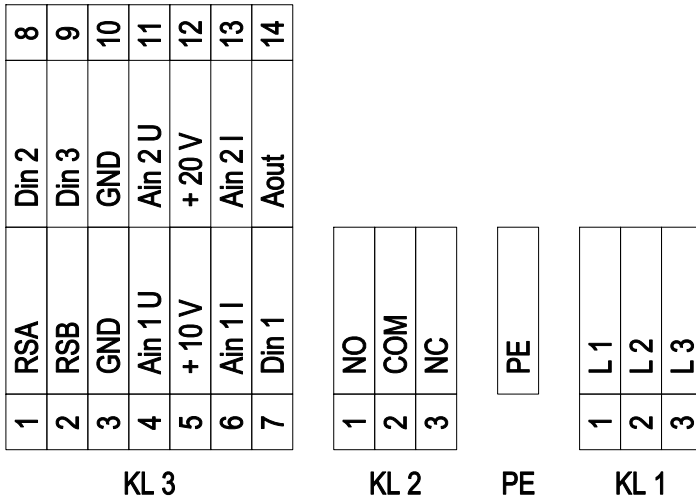 8 9 10 11 12 13 14
Din 2 Din 3 GND Ain 2 U + 20 V Ain 2 I Aout
RSA RSB GND Ain 1 U + 10 V Ain 1 I Din 1
1 2 3 4 5 6 7
KL 3
NO COM NC
1 2 3
KL 2
PE
PE
L 1 L 2 L 3
1 2 3
KL 1